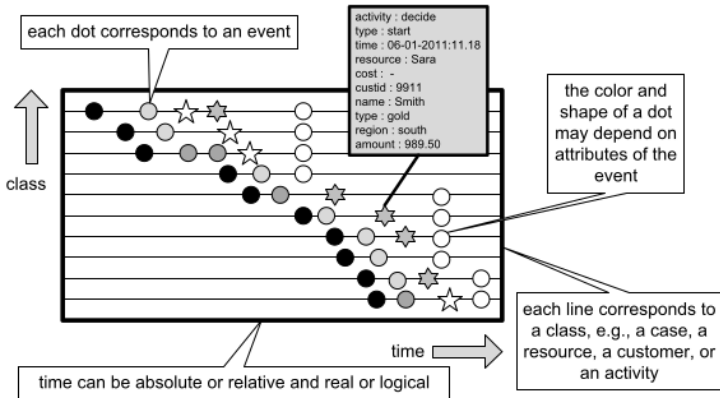 each dot corresponds to an event
activity : decide
type : start
time : 06-01-2011:11.18
resource : Sara
cost : -
custid : 9911
name : Smith
type : gold
region : south
amount : 989.50
the color and
shape of a dot
may depend on
attributes of the
event
class
each line corresponds to
a class, e.g., a case, a
resource, a customer, or
an activity
time
time can be absolute or relative and real or logical